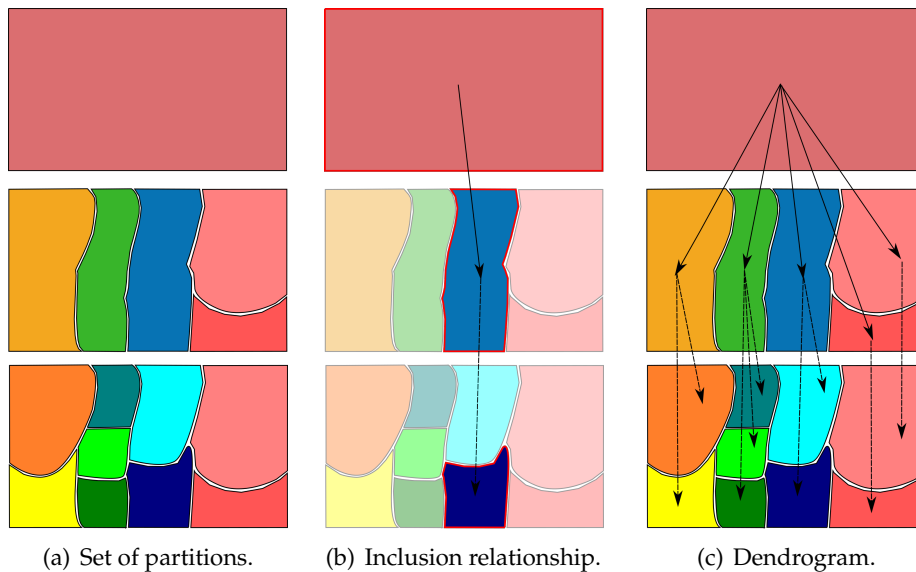 (a) Set of partitions.
(b) Inclusion relationship.
(c) Dendrogram.